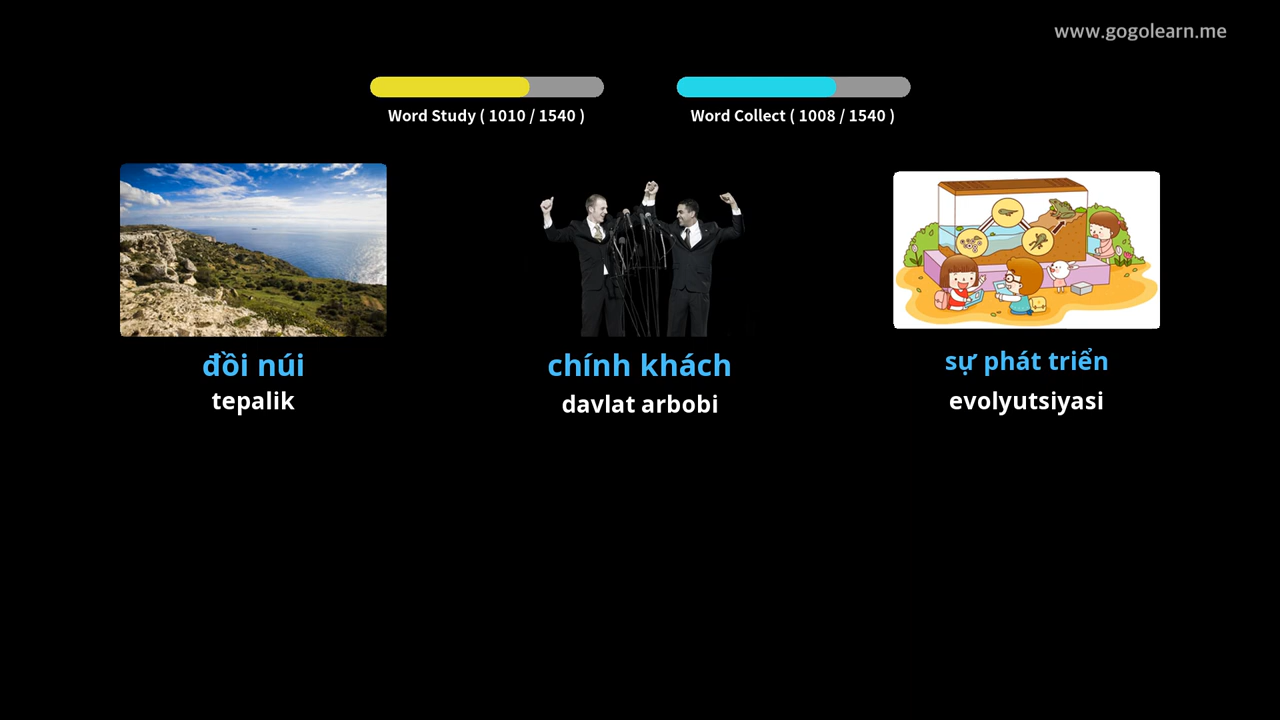 www.gogolearn.me
Word Study ( 1010 / 1540 )
Word Collect ( 1008 / 1540 )
đồi núi
tepalik
chính khách
davlat arbobi
sự phát triển
evolyutsiyasi